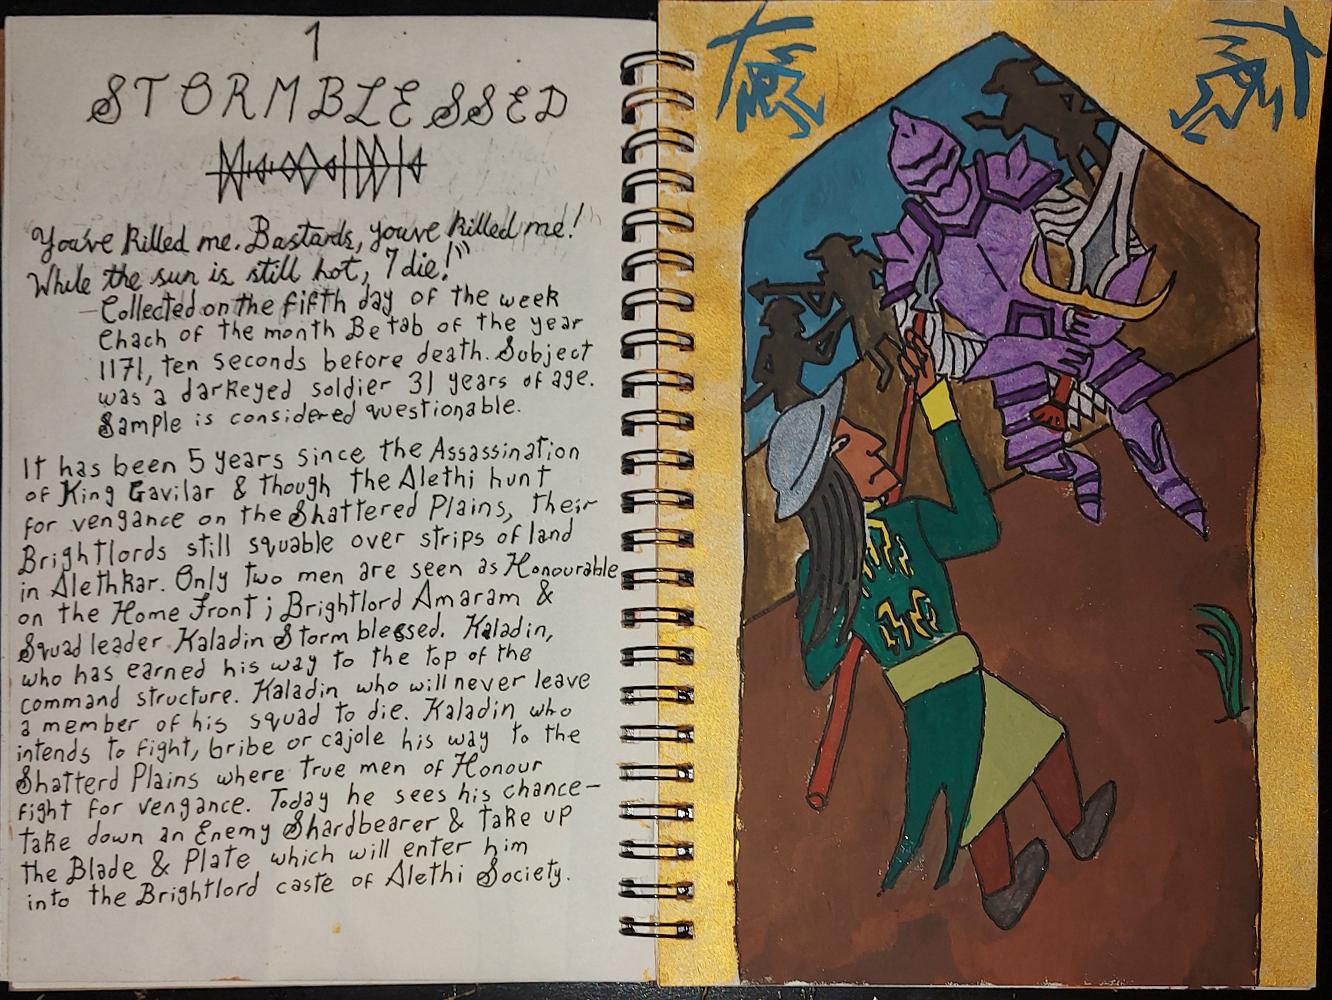 1
STORMBLESSED
You've killed me. Bastards, you've killed me!
While the sun is still hot, I die!"
—Collected on the fifth day of the week
Chach of the month Betab of the year
1171, ten seconds before death. Subject
was a darkeyed soldier 31 years of age.
Sample is considered questionable.
It has been 5 years since the Assassination
of King Gavilar & though the Alethi hunt
for vengance on the Shattered Plains, their
Brightlords still squable over strips of land
in Alethkar. Only two men are seen as Honourable
on the Home Front; Brightlord Amaram &
Squad leader Kaladin Stormblessed. Kaladin,
who has earned his way to the top of the
command structure. Kaladin who will never leave
a member of his squad to die. Kaladin who
intends to fight, bribe or cajole his way to the
Shatterd Plains where true men of Honour
fight for vengance. Today he sees his chance—
take down an Enemy Shardbearer & take up
the Blade & Plate which will enter him
into the Brightlord caste of Alethi Society.